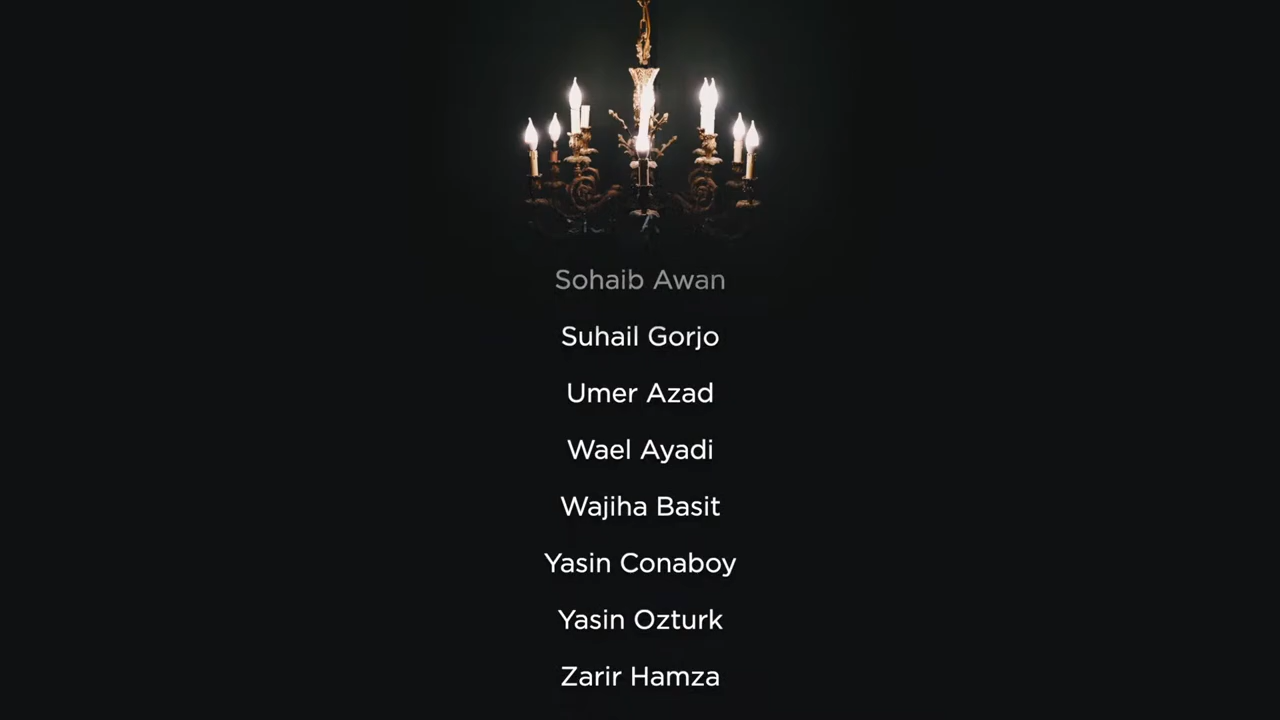 Sohaib Awan
Suhail Gorjo
Umer Azad
Wael Ayadi
Wajiha Basit
Yasin Conaboy
Yasin Ozturk
Zarir Hamza